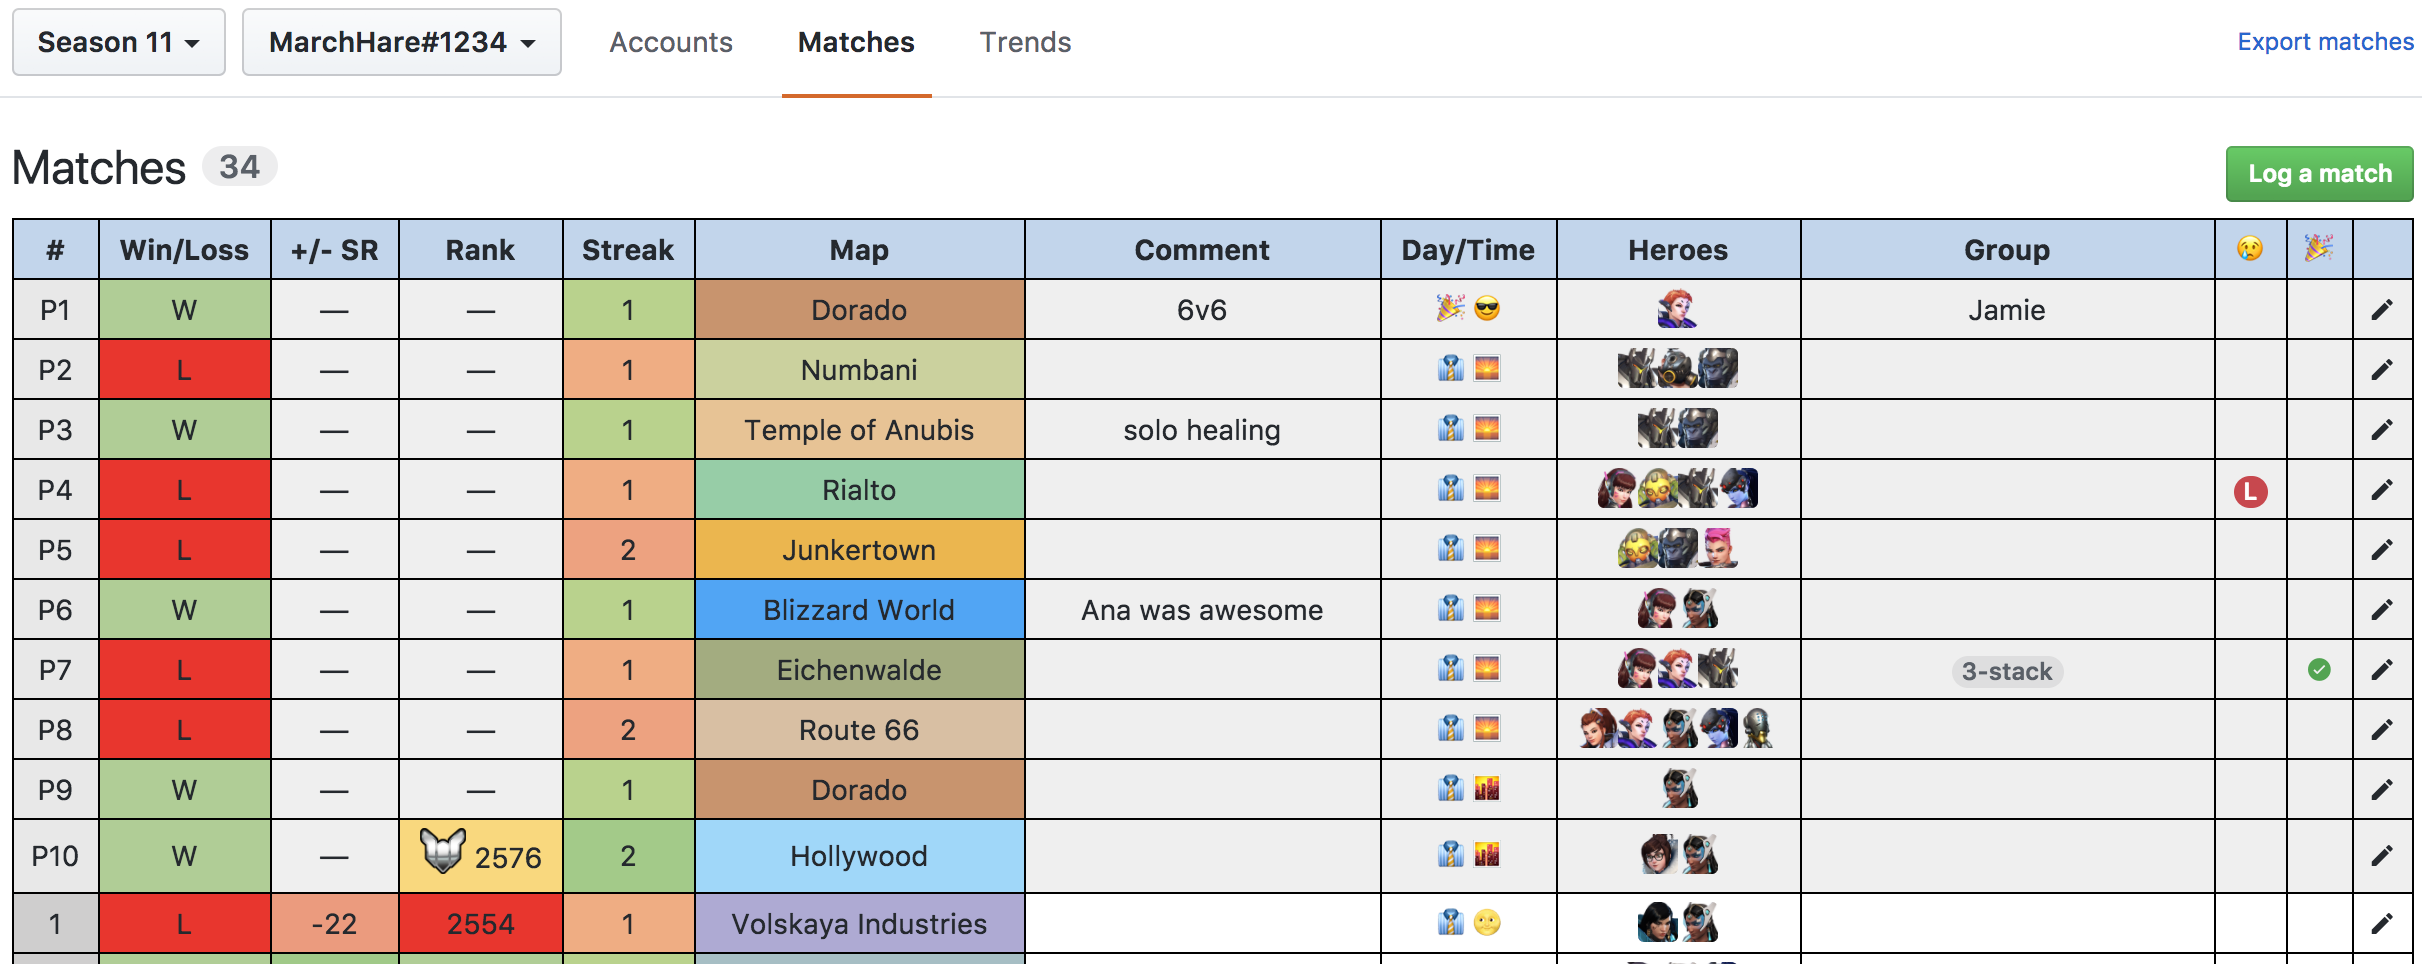 Season 11 MarchHare#1234 Accounts Matches Trends Export matches
Matches 34
Log a match
# Win/Loss +/- SR Rank Streak Map Comment Day/Time Heroes Group
P1 W — — 1 Dorado 6v6 Jamie
P2 L — — 1 Numbani
P3 W — — 1 Temple of Anubis solo healing
P4 L — — 1 Rialto L
P5 L — — 2 Junkertown
P6 W — — 1 Blizzard World Ana was awesome
P7 L — — 1 Eichenwalde 3-stack
P8 L — — 2 Route 66
P9 W — — 1 Dorado
P10 W — 2576 2 Hollywood
1 L -22 2554 1 Volskaya Industries